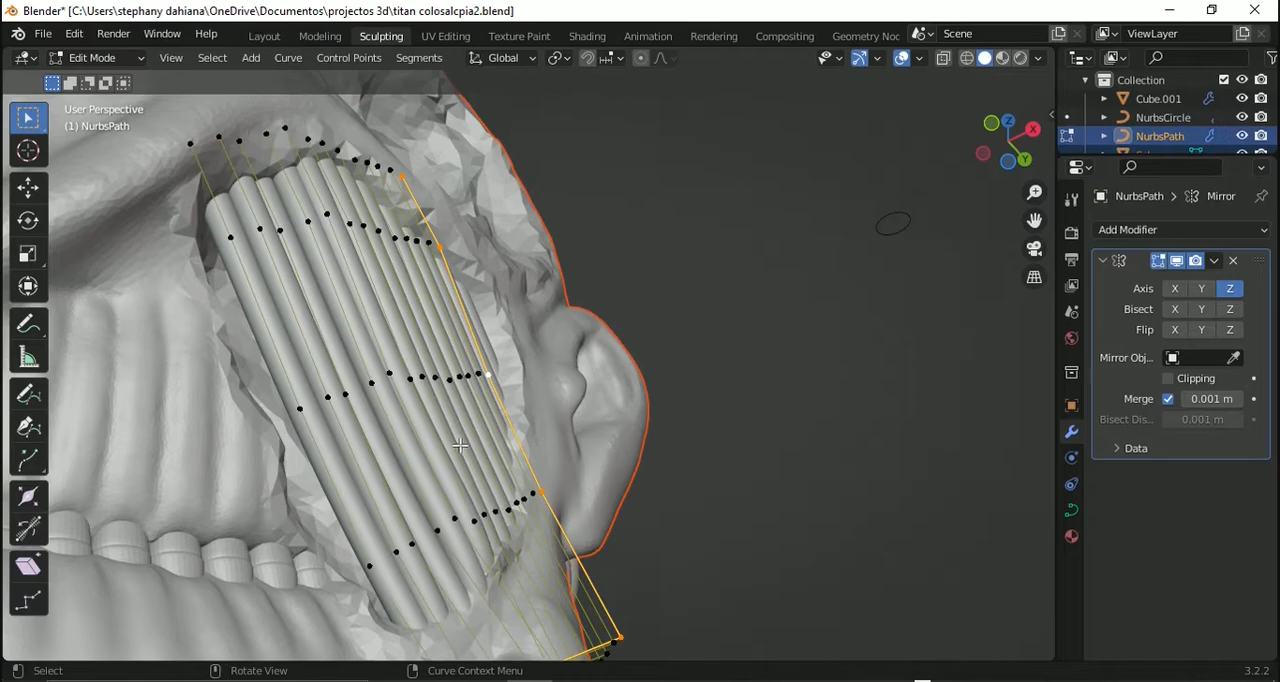 Blender* [C:\Users\stephany dahiana\OneDrive\Documentos\projectos 3d\titan colosalcpia2.blend]
File Edit Render Window Help Layout Modeling Sculpting UV Editing Texture Paint Shading Animation Rendering Compositing Geometry Noc Scene ViewLayer
Edit Mode View Select Add Curve Control Points Segments Global
User Perspective
(1) NurbsPath
Collection
Cube.001
NurbsCircle
NurbsPath
X
Y
Z
NurbsPath > Mirror
Add Modifier
Axis X Y Z
Bisect X Y Z
Flip X Y Z
Mirror Obj...
Clipping
Merge 0.001 m
Bisect Dis... 0.001 m
Data
Select Rotate View Curve Context Menu 3.2.2